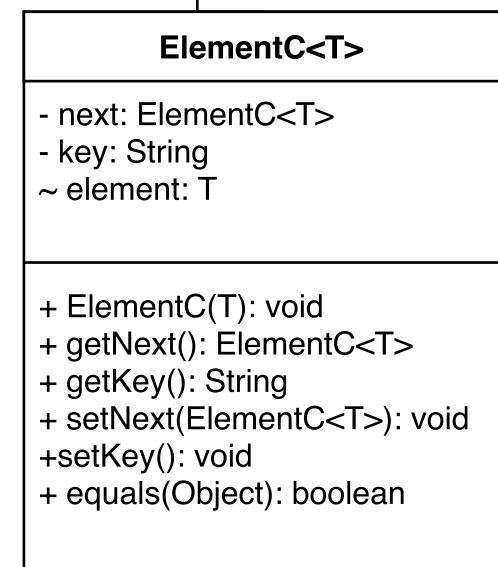 ElementC<T>
- next: ElementC<T>
- key: String
~ element: T
+ ElementC(T): void
+ getNext(): ElementC<T>
+ getKey(): String
+ setNext(ElementC<T>): void
+setKey(): void
+ equals(Object): boolean